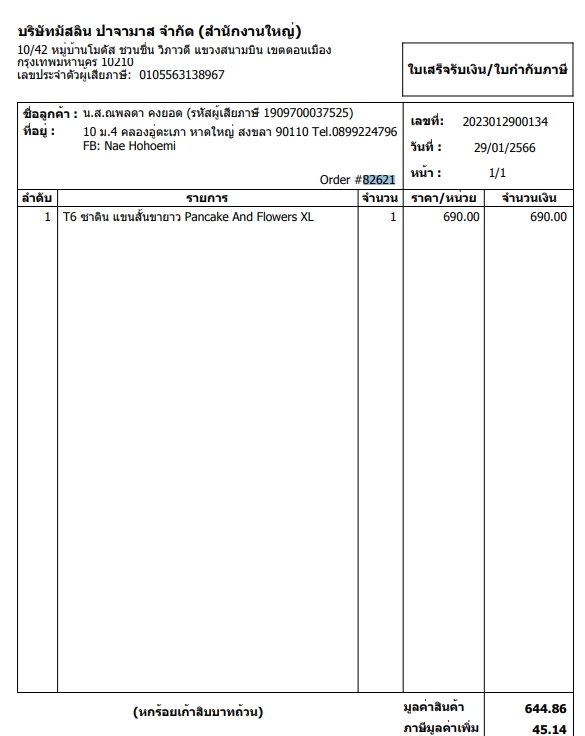 บริษัทมัสลิน ปาจามาส จำกัด (สำนักงานใหญ่)
10/42 หมู่บ้านโมดัส ชวนชื่น วิภาวดี แขวงสนามบิน เขตดอนเมือง
กรุงเทพมหานคร 10210
เลขประจำตัวผู้เสียภาษี: 0105563138967
ใบเสร็จรับเงิน/ใบกำกับภาษี
ชื่อลูกค้า : น.ส.ณพลดา คงยอด (รหัสผู้เสียภาษี 1909700037525)
ที่อยู่ : 10 ม.4 คลองอู่ตะเภา หาดใหญ่ สงขลา 90110 Tel.0899224796
FB: Nae Hohoemi
Order #82621
เลขที่: 2023012900134
วันที่ : 29/01/2566
หน้า : 1/1
ลำดับ รายการ จำนวน ราคา/หน่วย จำนวนเงิน
1 T6 ซาติน แขนสั้นขายาว Pancake And Flowers XL 1 690.00 690.00
(หกร้อยเก้าสิบบาทถ้วน) มูลค่าสินค้า 644.86
ภาษีมูลค่าเพิ่ม 45.14